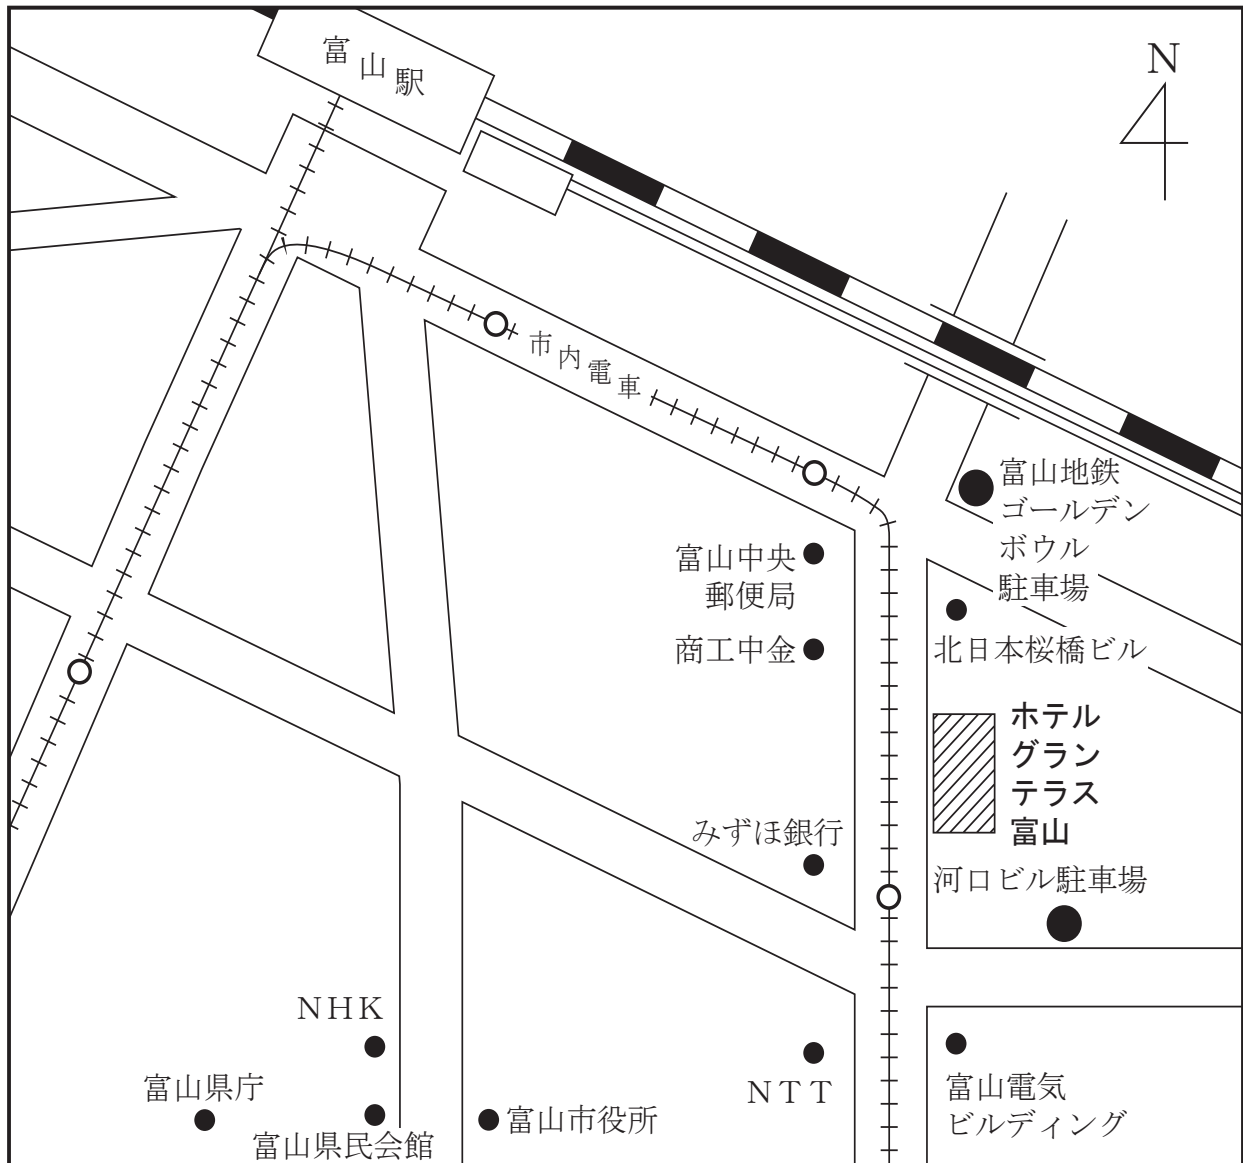 富山駅
N
市内電車
富山地鉄
ゴールデン
ボウル
駐車場
富山中央
郵便局
商工中金
北日本桜橋ビル
ホテル
グラン
テラス
富山
みずほ銀行
河口ビル駐車場
NHK
富山県庁
富山県民会館
富山市役所
NTT
富山電気
ビルディング